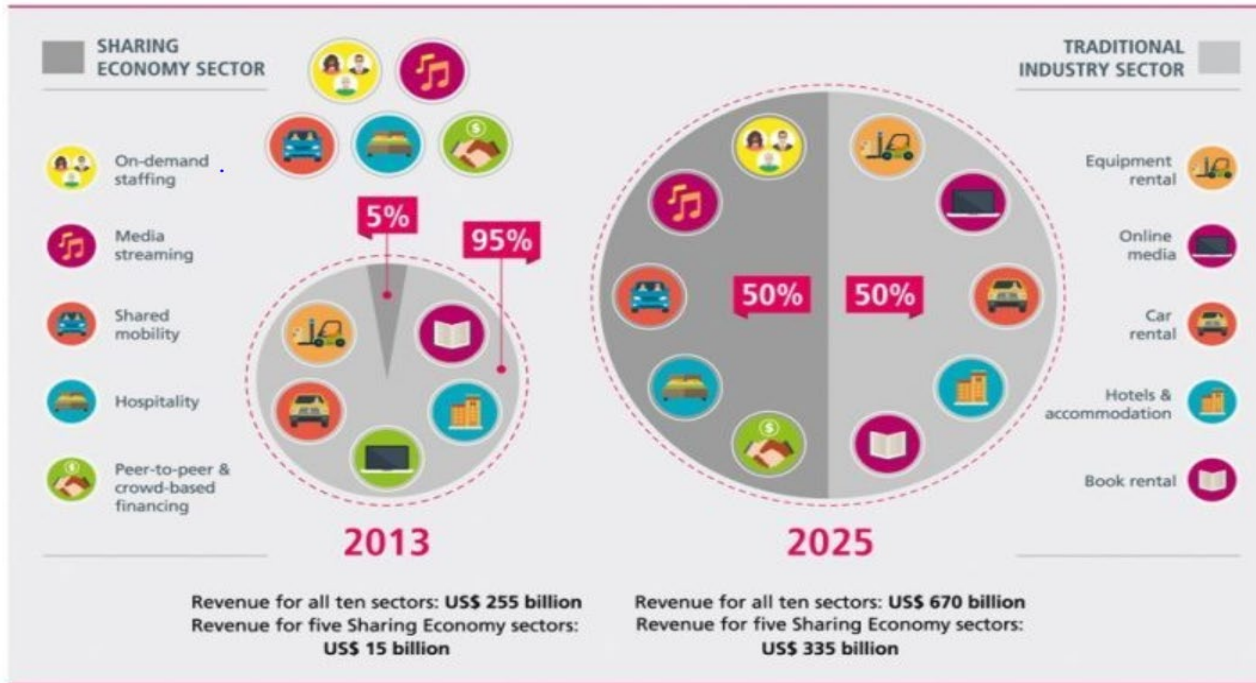 SHARING
ECONOMY SECTOR
TRADITIONAL
INDUSTRY SECTOR
On-demand
staffing
Media
streaming
Shared
mobility
Hospitality
Peer-to-peer &
crowd-based
financing
5%
95%
2013
50%
50%
2025
Equipment
rental
Online
media
Car
rental
Hotels &
accommodation
Book rental
Revenue for all ten sectors: US$ 255 billion
Revenue for five Sharing Economy sectors:
US$ 15 billion
Revenue for all ten sectors: US$ 670 billion
Revenue for five Sharing Economy sectors:
US$ 335 billion